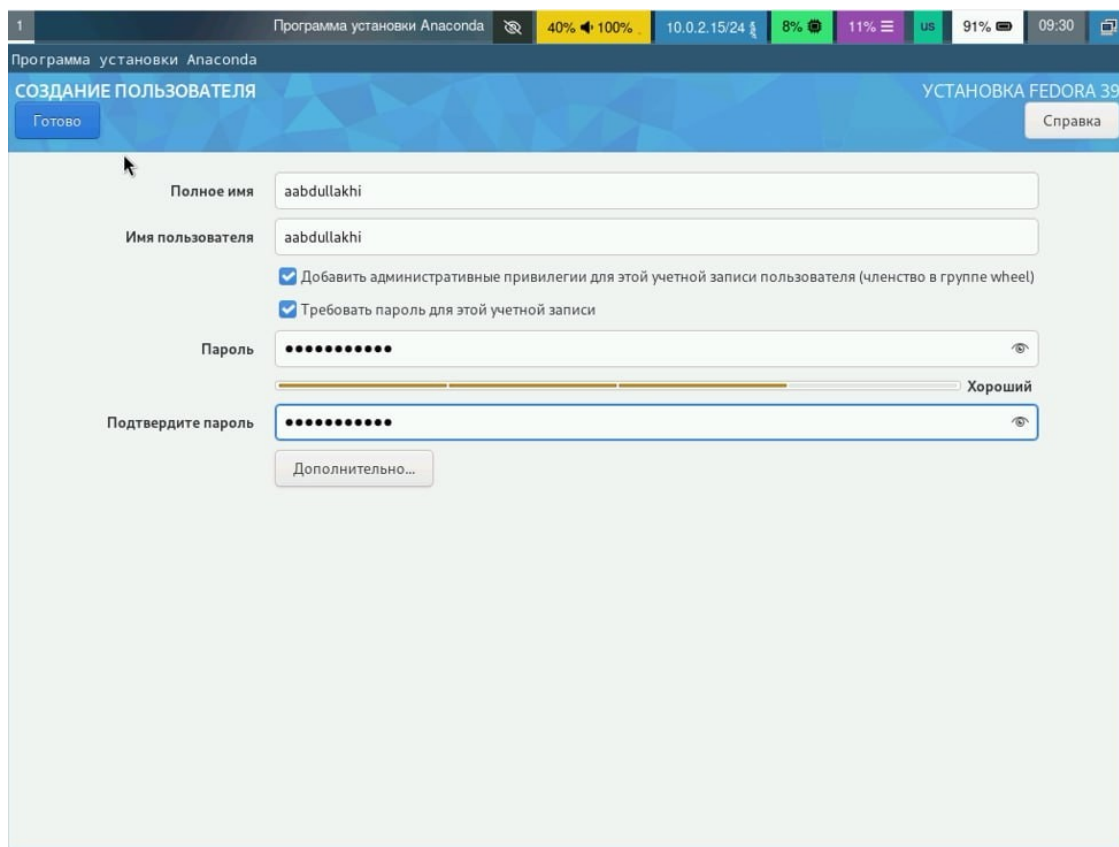 1 Программа установки Anaconda 40% 100% 10.0.2.15/24 8% 11% us 91% 09:30
Программа установки Anaconda
СОЗДАНИЕ ПОЛЬЗОВАТЕЛЯ УСТАНОВКА FEDORA 39
Готово Справка
Полное имя aabdullakhi
Имя пользователя aabdullakhi
Добавить административные привилегии для этой учетной записи пользователя (членство в группе wheel)
Требовать пароль для этой учетной записи
Пароль ●●●●●●●●●●●
Хороший
Подтвердите пароль ●●●●●●●●●●●
Дополнительно...